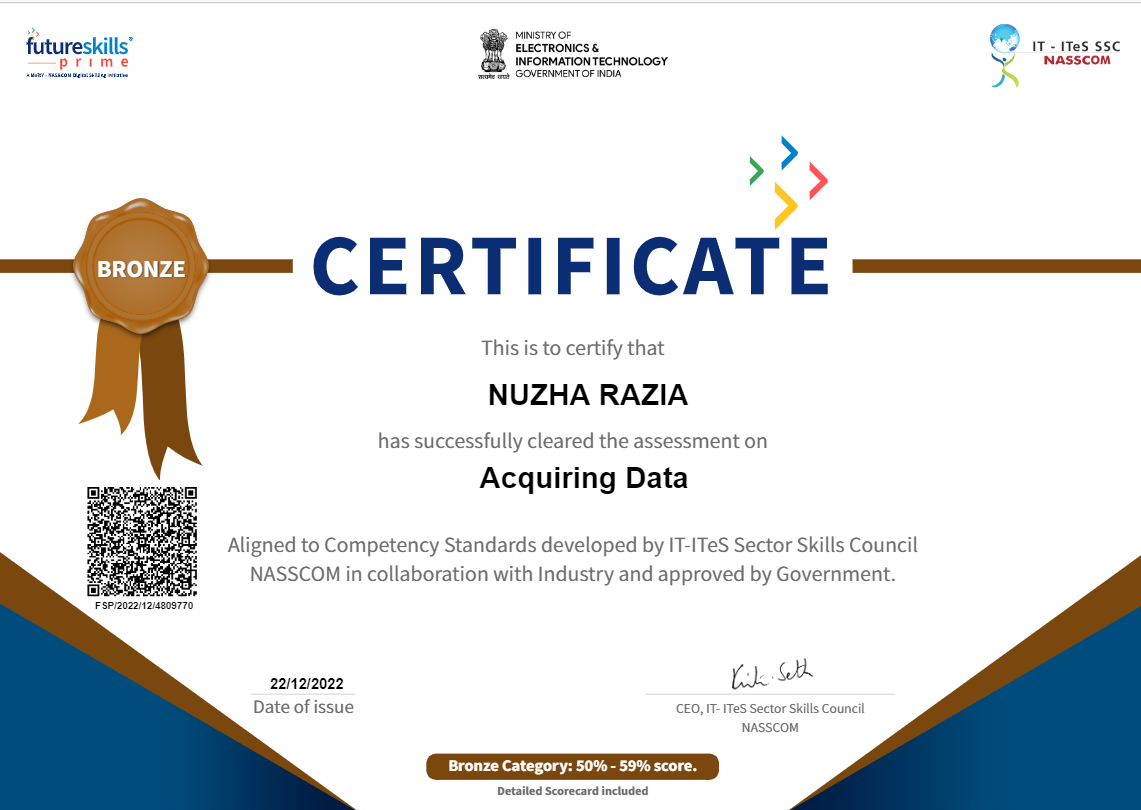 futureskills
prime
A MeitY - NASSCOM Digital Skilling Initiative
सत्यमेव जयते
MINISTRY OF
ELECTRONICS &
INFORMATION TECHNOLOGY
GOVERNMENT OF INDIA
IT - ITeS SSC
NASSCOM
BRONZE
CERTIFICATE
This is to certify that
NUZHA RAZIA
has successfully cleared the assessment on
Acquiring Data
Aligned to Competency Standards developed by IT-ITeS Sector Skills Council
NASSCOM in collaboration with Industry and approved by Government.
FSP/2022/12/4809770
22/12/2022
Date of issue
CEO, IT- ITeS Sector Skills Council
NASSCOM
Bronze Category: 50% - 59% score.
Detailed Scorecard included